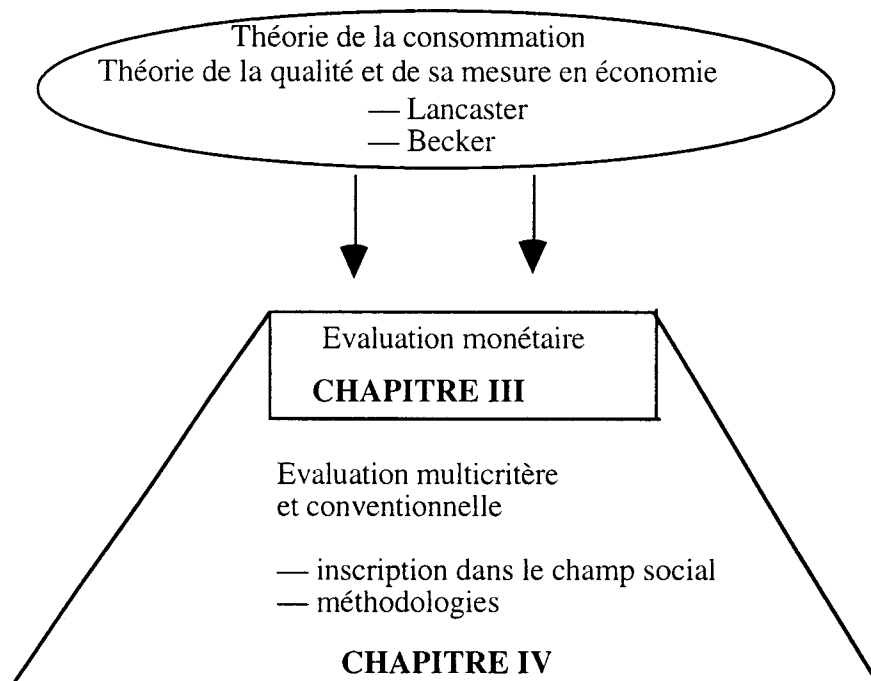 Théorie de la consommation
Théorie de la qualité et de sa mesure en économie
— Lancaster
— Becker
Evaluation monétaire
CHAPITRE III
Evaluation multicritère
et conventionnelle
— inscription dans le champ social
— méthodologies
CHAPITRE IV